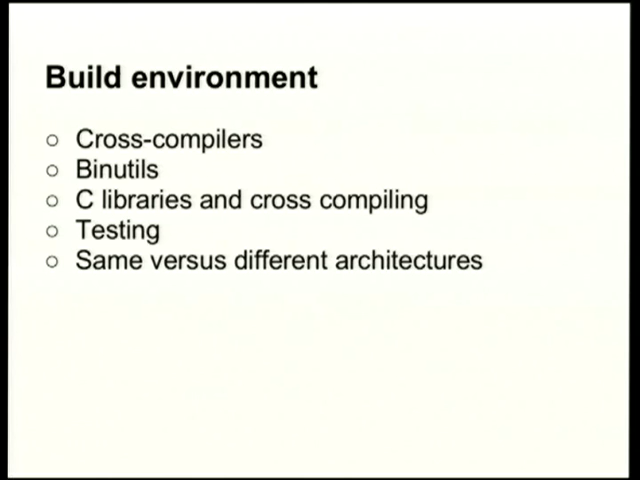 Build environment
○ Cross-compilers
○ Binutils
○ C libraries and cross compiling
○ Testing
○ Same versus different architectures